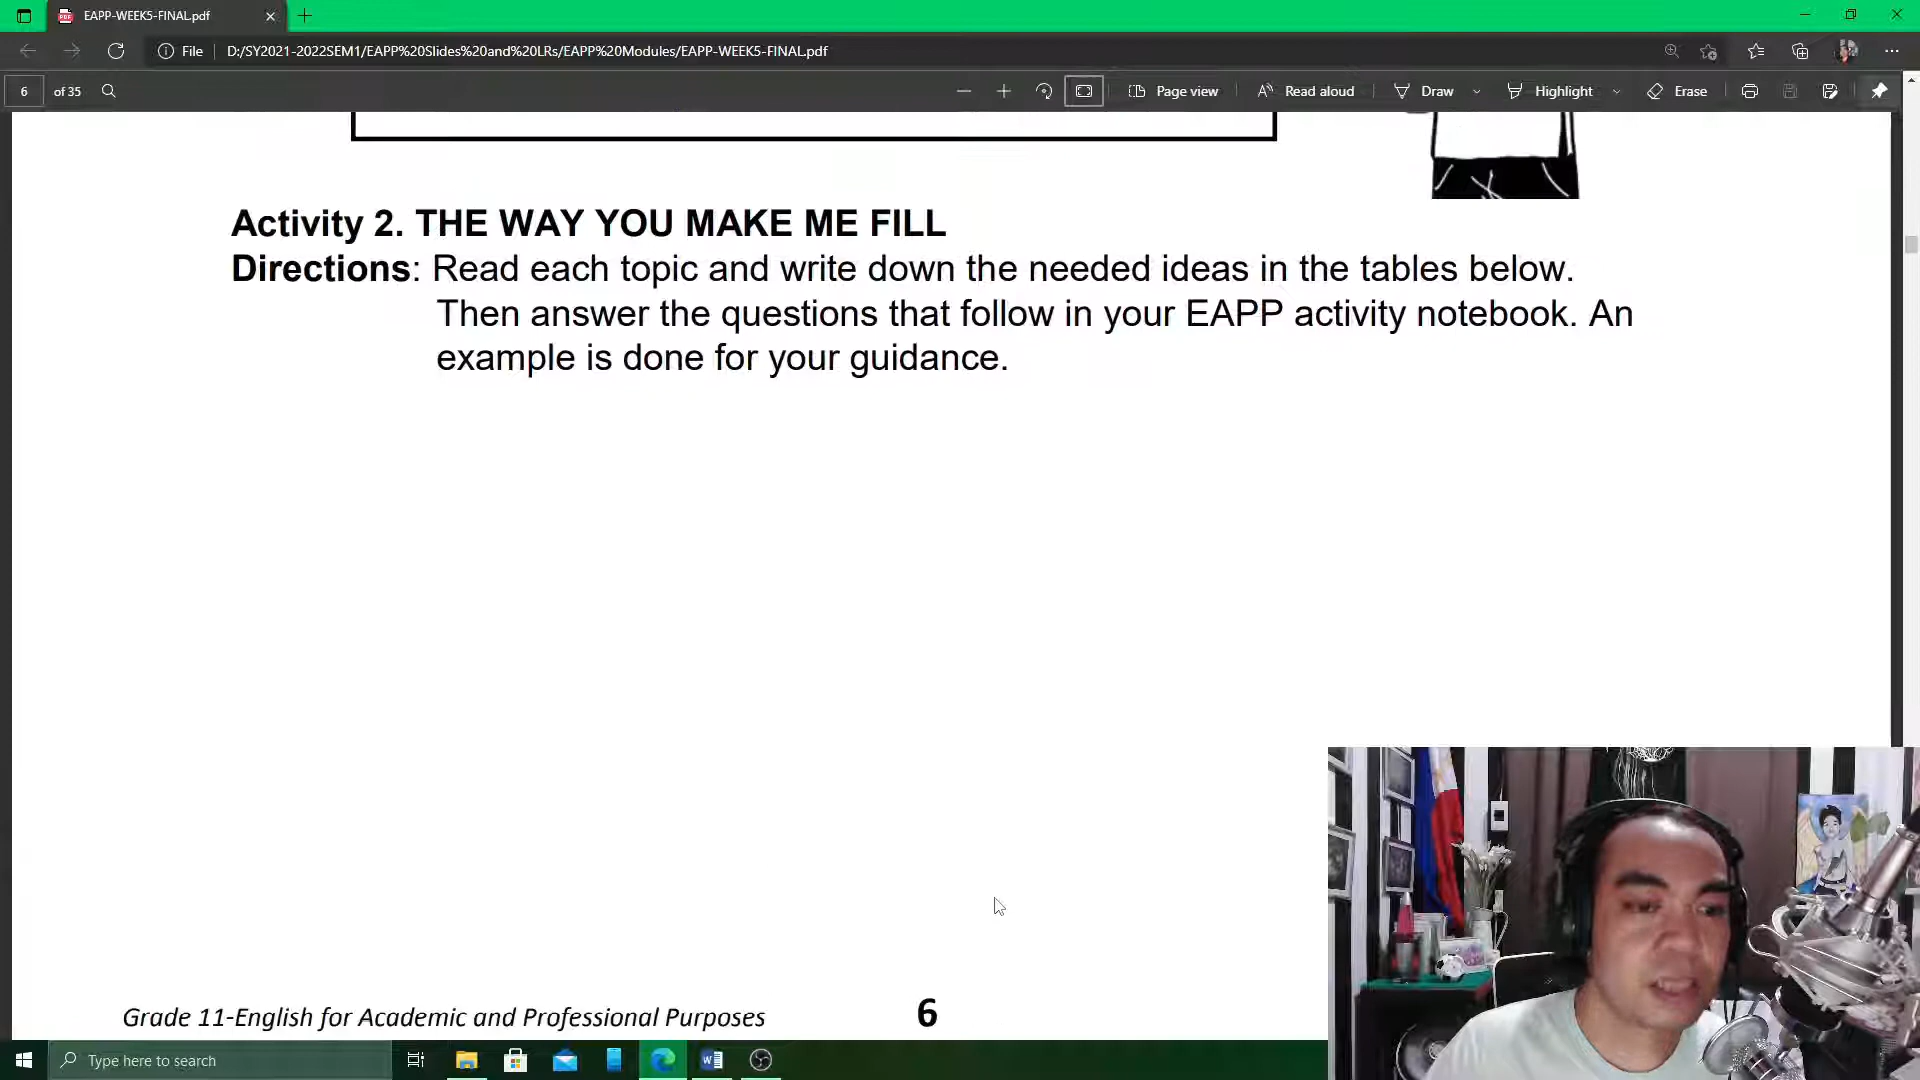 EAPP-WEEK5-FINAL.pdf
File
D:/SY2021-2022SEM1/EAPP%20Slides%20and%20LRs/EAPP%20Modules/EAPP-WEEK5-FINAL.pdf
6 of 35
Page view
Read aloud
Draw
Highlight
Erase
Activity 2. THE WAY YOU MAKE ME FILL
Directions: Read each topic and write down the needed ideas in the tables below.
Then answer the questions that follow in your EAPP activity notebook. An
example is done for your guidance.
Grade 11-English for Academic and Professional Purposes 6
Type here to search